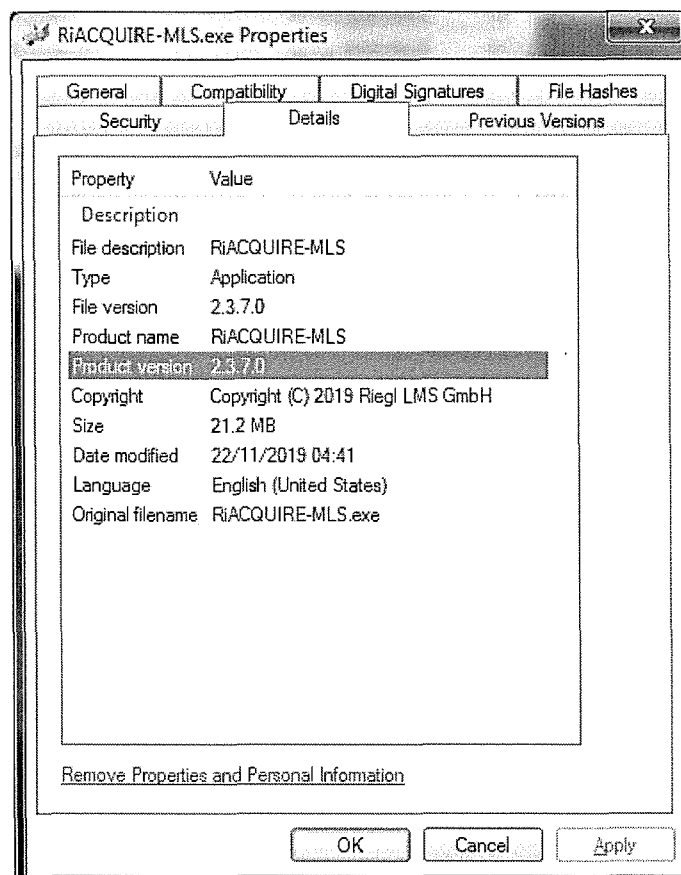 RiACQUIRE-MLS.exe Properties
General Compatibility Digital Signatures File Hashes
Security Details Previous Versions
Property Value
Description
File description RiACQUIRE-MLS
Type Application
File version 2.3.7.0
Product name RiACQUIRE-MLS
Product version 2.3.7.0
Copyright Copyright (C) 2019 Riegl LMS GmbH
Size 21.2 MB
Date modified 22/11/2019 04:41
Language English (United States)
Original filename RiACQUIRE-MLS.exe
Remove Properties and Personal Information
OK Cancel Apply